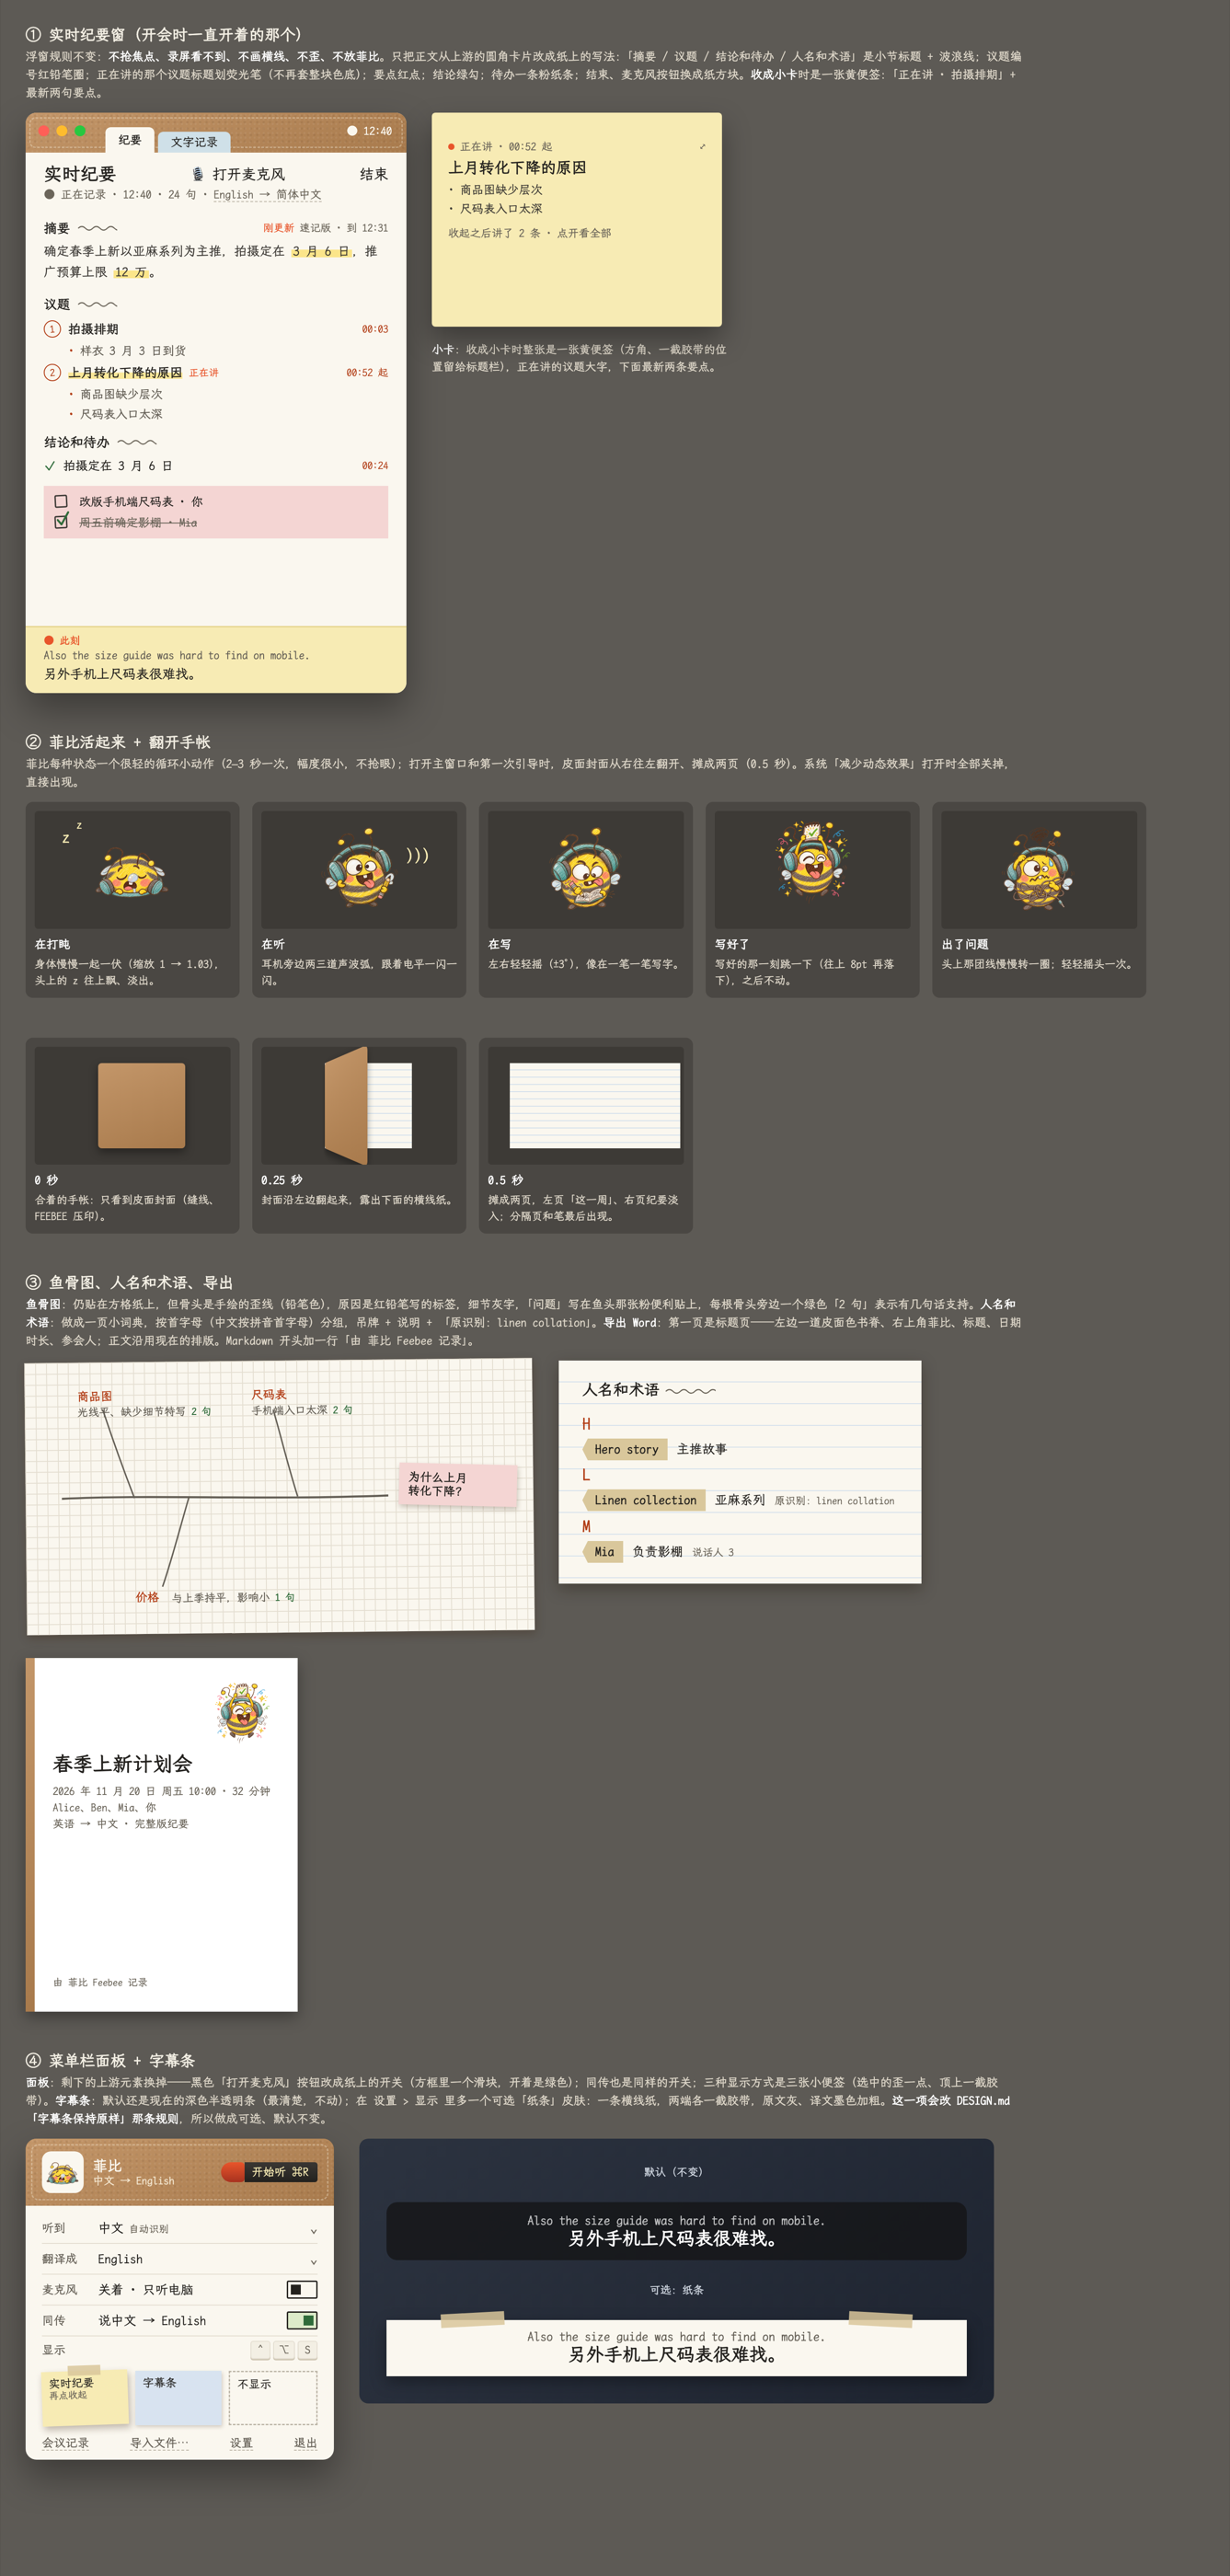 ① 实时纪要窗（开会时一直开着的那个）
浮窗规则不变：不抢焦点、录屏看不到、不画横线、不歪、不放菲比。只把正文从上游的圆角卡片改成纸上的写法：「摘要 / 议题 / 结论和待办 / 人名和术语」是小节标题 + 波浪线；议题编
号红铅笔圈；正在讲的那个议题标题划荧光笔（不再套整块色底）；要点红点；结论绿勾；待办一条粉纸条；结束、麦克风按钮换成纸方块。收成小卡时是一张黄便签：「正在讲 · 拍摄排期」+
最新两句要点。
纪要
文字记录
12:40
实时纪要
打开麦克风
结束
正在记录 · 12:40 · 24 句 · English → 简体中文
摘要
刚更新 速记版 · 到 12:31
确定春季上新以亚麻系列为主推，拍摄定在 3 月 6 日，推
广预算上限 12 万。
议题
1 拍摄排期 00:03
· 样衣 3 月 3 日到货
2 上月转化下降的原因 正在讲 00:52 起
· 商品图缺少层次
· 尺码表入口太深
结论和待办
✓ 拍摄定在 3 月 6 日 00:24
改版手机端尺码表 · 你
周五前确定影棚 · Mia
此刻
Also the size guide was hard to find on mobile.
另外手机上尺码表很难找。
正在讲 · 00:52 起
上月转化下降的原因
· 商品图缺少层次
· 尺码表入口太深
收起之后讲了 2 条 · 点开看全部
小卡：收成小卡时整张是一张黄便签（方角、一截胶带的位
置留给标题栏），正在讲的议题大字，下面最新两条要点。
② 菲比活起来 + 翻开手帐
菲比每种状态一个很轻的循环小动作（2–3 秒一次，幅度很小，不抢眼）；打开主窗口和第一次引导时，皮面封面从右往左翻开、摊成两页（0.5 秒）。系统「减少动态效果」打开时全部关掉，
直接出现。
z
z
)))
在打盹
身体慢慢一起一伏（缩放 1 → 1.03），
头上的 z 往上飘、淡出。
在听
耳机旁边两三道声波弧，跟着电平一闪一
闪。
在写
左右轻轻摇（±3°），像在一笔一笔写字。
写好了
写好的那一刻跳一下（往上 8pt 再落
下），之后不动。
出了问题
头上那团线慢慢转一圈；轻轻摇头一次。
0 秒
合着的手帐：只看到皮面封面（缝线、
FEEBEE 压印）。
0.25 秒
封面沿左边翻起来，露出下面的横线纸。
0.5 秒
摊成两页，左页「这一周」、右页纪要淡
入；分隔页和笔最后出现。
③ 鱼骨图、人名和术语、导出
鱼骨图：仍贴在方格纸上，但骨头是手绘的歪线（铅笔色），原因是红铅笔写的标签，细节灰字，「问题」写在鱼头那张粉便利贴上，每根骨头旁边一个绿色「2 句」表示有几句话支持。人名和
术语：做成一页小词典，按首字母（中文按拼音首字母）分组，吊牌 + 说明 + 「原识别：linen collation」。导出 Word：第一页是标题页——左边一道皮面色书脊、右上角菲比、标题、日期
时长、参会人；正文沿用现在的排版。Markdown 开头加一行「由 菲比 Feebee 记录」。
商品图
光线平、缺少细节特写 2 句
尺码表
手机端入口太深 2 句
为什么上月
转化下降？
价格 与上季持平，影响小 1 句
人名和术语
H
Hero story 主推故事
L
Linen collection 亚麻系列 原识别：linen collation
M
Mia 负责影棚 说话人 3
春季上新计划会
2026 年 11 月 20 日 周五 10:00 · 32 分钟
Alice、Ben、Mia、你
英语 → 中文 · 完整版纪要
由 菲比 Feebee 记录
④ 菜单栏面板 + 字幕条
面板：剩下的上游元素换掉——黑色「打开麦克风」按钮改成纸上的开关（方框里一个滑块，开着是绿色）；同传也是同样的开关；三种显示方式是三张小便签（选中的歪一点、顶上一截胶
带）。字幕条：默认还是现在的深色半透明条（最清楚，不动）；在 设置 > 显示 里多一个可选「纸条」皮肤：一条横线纸，两端各一截胶带，原文灰、译文墨色加粗。这一项会改 DESIGN.md
「字幕条保持原样」那条规则，所以做成可选、默认不变。
菲比
中文 → English
开始听 ⌘R
听到 中文 自动识别
翻译成 English
麦克风 关着 · 只听电脑
同传 说中文 → English
显示 ⌃ ⌥ S
实时纪要
再点收起
字幕条
不显示
会议记录 导入文件… 设置 退出
默认（不变）
Also the size guide was hard to find on mobile.
另外手机上尺码表很难找。
可选：纸条
Also the size guide was hard to find on mobile.
另外手机上尺码表很难找。